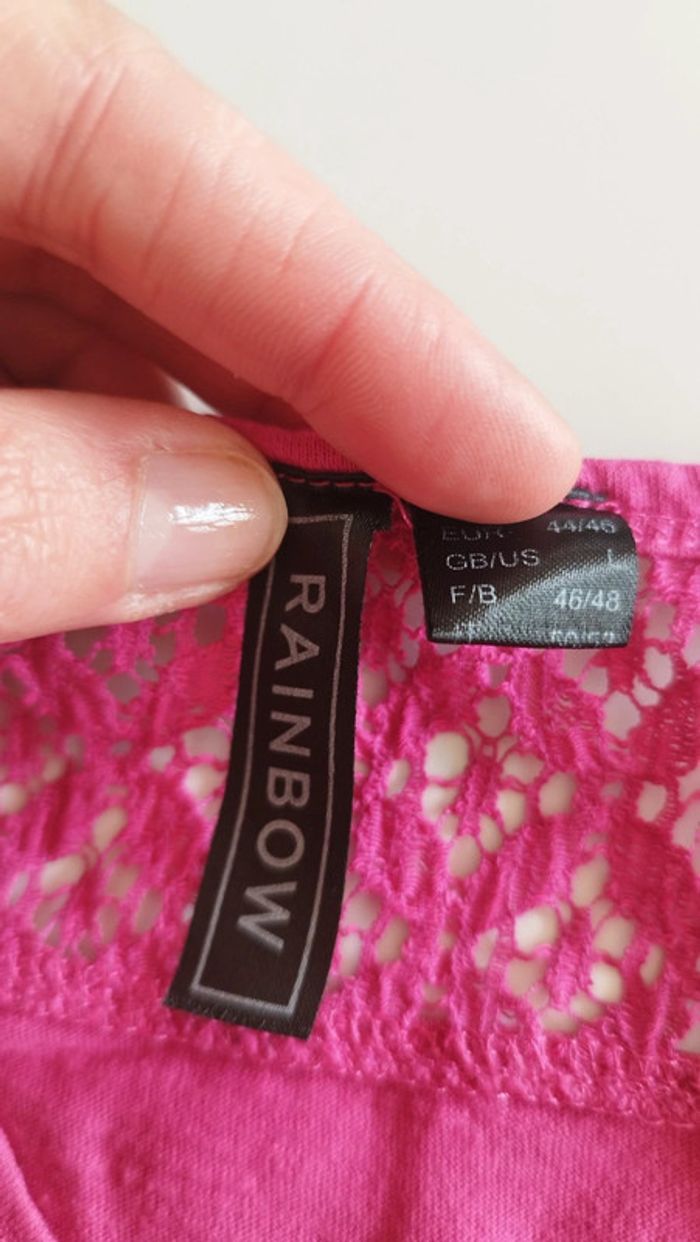 RAINBOW
EUR 44/46
GB/US L
F/B 46/48